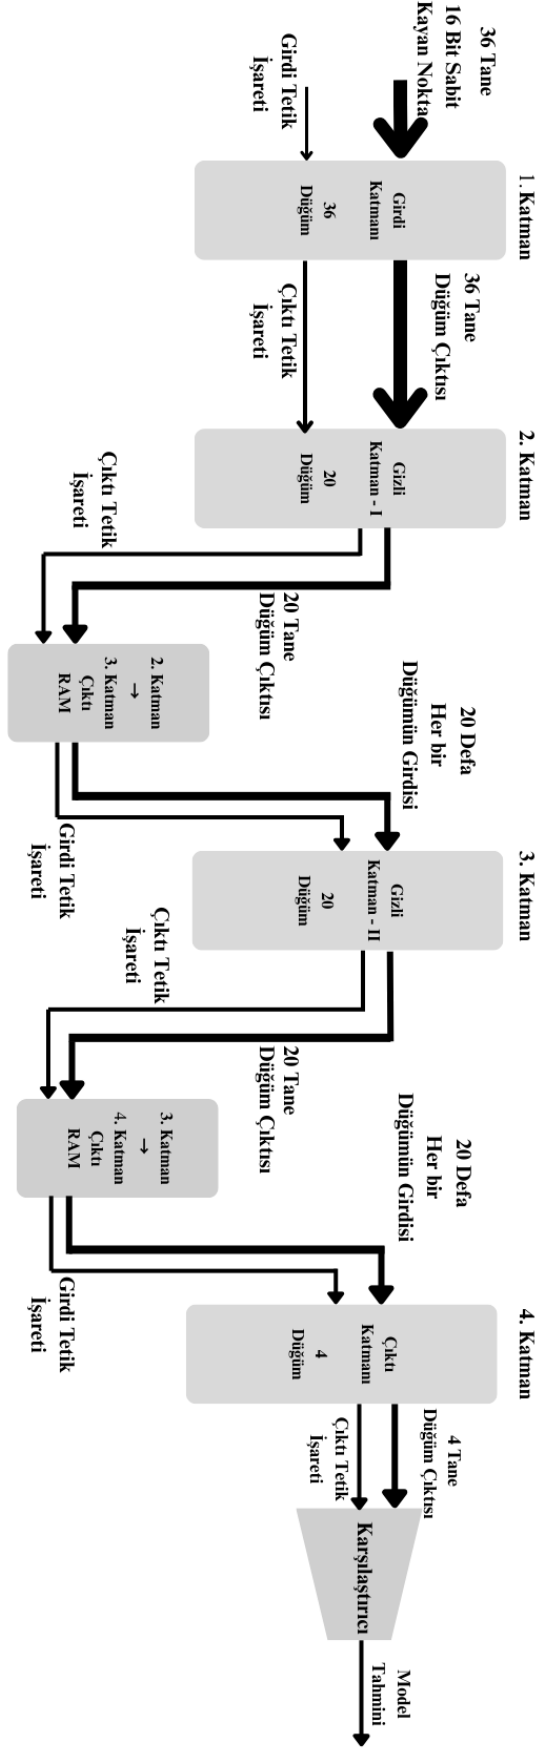 36 Tane
16 Bit Sabit
Kayan Nokta
Girdi Tetik
İşareti
1. Katman
Girdi
Katmanı
36
Düğüm
36 Tane
Düğüm Çıktısı
Çıktı Tetik
İşareti
2. Katman
Gizli
Katman - I
20
Düğüm
Çıktı Tetik
İşareti
20 Tane
Düğüm Çıktısı
2. Katman
→
3. Katman
Çıktı
RAM
20 Defa
Her bir
Düğümün Girdisi
Girdi Tetik
İşareti
3. Katman
Gizli
Katman - II
20
Düğüm
Çıktı Tetik
İşareti
20 Tane
Düğüm Çıktısı
3. Katman
→
4. Katman
Çıktı
RAM
20 Defa
Her bir
Düğümün Girdisi
Girdi Tetik
İşareti
4. Katman
Çıktı
Katmanı
4
Düğüm
4 Tane
Düğüm Çıktısı
Çıktı Tetik
İşareti
Karşılaştırıcı
Model
Tahmini